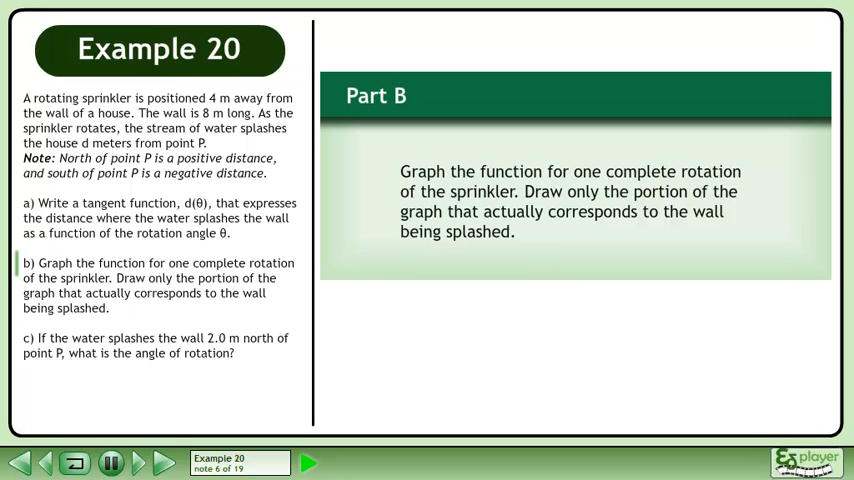 Example 20
A rotating sprinkler is positioned 4 m away from
the wall of a house. The wall is 8 m long. As the
sprinkler rotates, the stream of water splashes
the house d meters from point P.
Note: North of point P is a positive distance,
and south of point P is a negative distance.
a) Write a tangent function, d(θ), that expresses
the distance where the water splashes the wall
as a function of the rotation angle θ.
b) Graph the function for one complete rotation
of the sprinkler. Draw only the portion of the
graph that actually corresponds to the wall
being splashed.
c) If the water splashes the wall 2.0 m north of
point P, what is the angle of rotation?
Part B
Graph the function for one complete rotation
of the sprinkler. Draw only the portion of the
graph that actually corresponds to the wall
being splashed.
Example 20
note 6 of 19
player